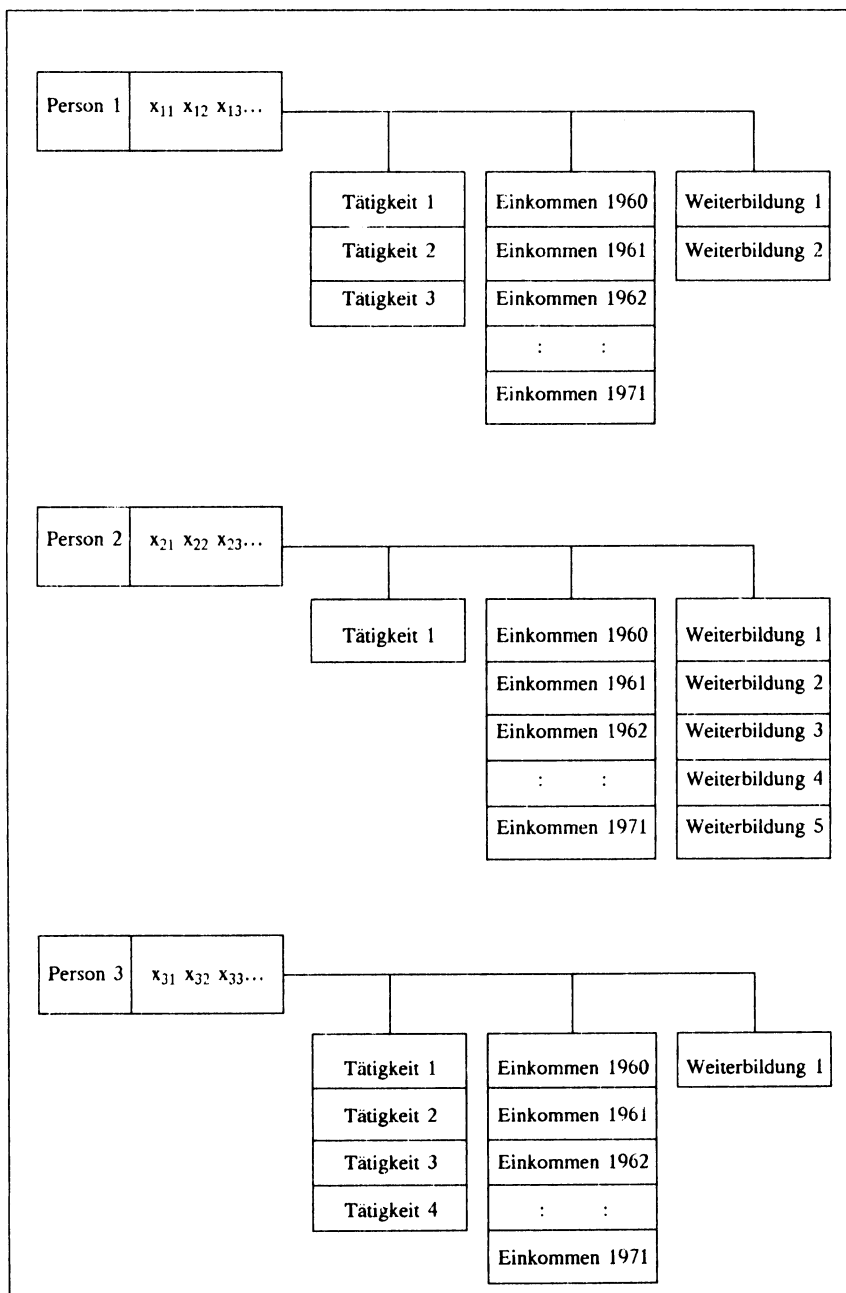 Person 1 x₁₁ x₁₂ x₁₃...
Tätigkeit 1 Einkommen 1960 Weiterbildung 1
Tätigkeit 2 Einkommen 1961 Weiterbildung 2
Tätigkeit 3 Einkommen 1962
: :
Einkommen 1971
Person 2 x₂₁ x₂₂ x₂₃...
Tätigkeit 1 Einkommen 1960 Weiterbildung 1
Einkommen 1961 Weiterbildung 2
Einkommen 1962 Weiterbildung 3
: : Weiterbildung 4
Einkommen 1971 Weiterbildung 5
Person 3 x₃₁ x₃₂ x₃₃...
Tätigkeit 1 Einkommen 1960 Weiterbildung 1
Tätigkeit 2 Einkommen 1961
Tätigkeit 3 Einkommen 1962
Tätigkeit 4 : :
Einkommen 1971